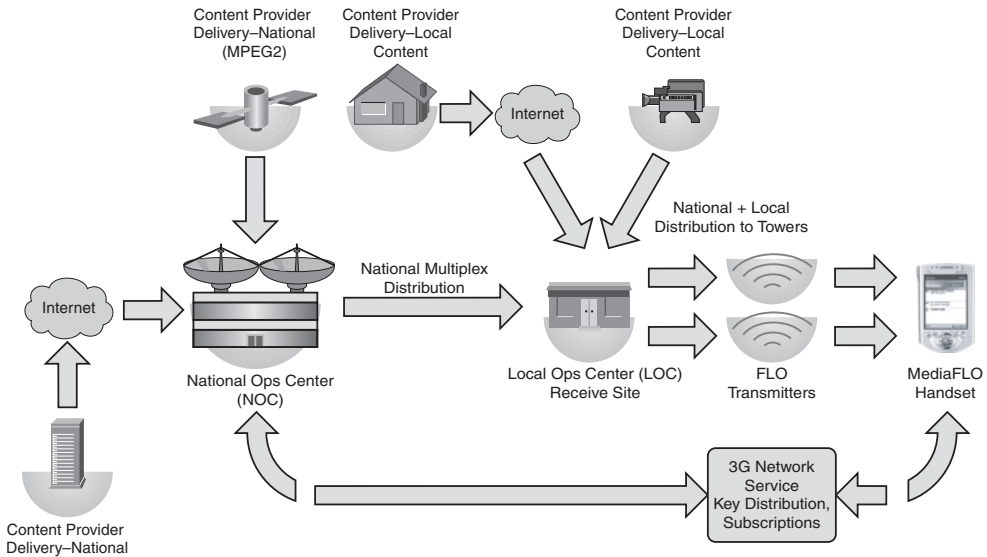 Content Provider
Delivery–National
(MPEG2)
Content Provider
Delivery–Local
Content
Content Provider
Delivery–Local
Content
Internet
National + Local
Distribution to Towers
National Multiplex
Distribution
Internet
National Ops Center
(NOC)
Local Ops Center (LOC)
Receive Site
FLO
Transmitters
MediaFLO
Handset
3G Network
Service
Key Distribution,
Subscriptions
Content Provider
Delivery–National